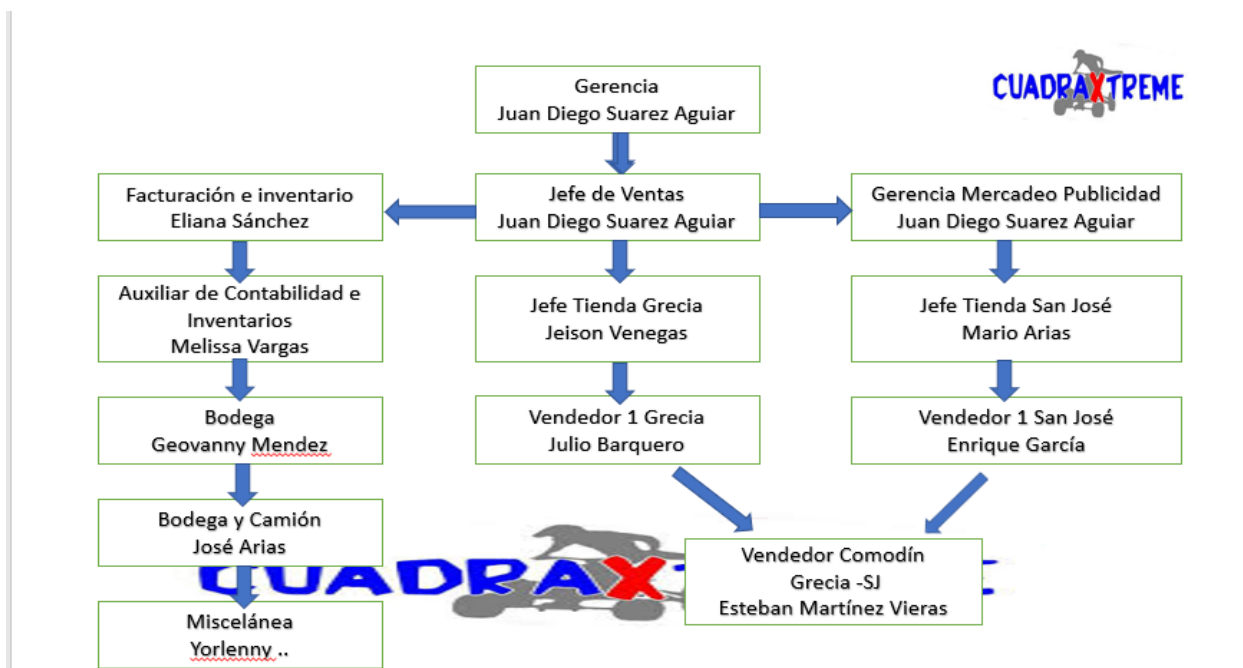 CUADRAXTREME
Gerencia
Juan Diego Suarez Aguiar
Facturación e inventario
Eliana Sánchez
Jefe de Ventas
Juan Diego Suarez Aguiar
Gerencia Mercadeo Publicidad
Juan Diego Suarez Aguiar
Auxiliar de Contabilidad e
Inventarios
Melissa Vargas
Jefe Tienda Grecia
Jeison Venegas
Jefe Tienda San José
Mario Arias
Bodega
Geovanny Mendez
Vendedor 1 Grecia
Julio Barquero
Vendedor 1 San José
Enrique García
Bodega y Camión
José Arias
Vendedor Comodín
Grecia -SJ
Esteban Martínez Vieras
CUADRAXTREME
Miscelánea
Yorlenny ..